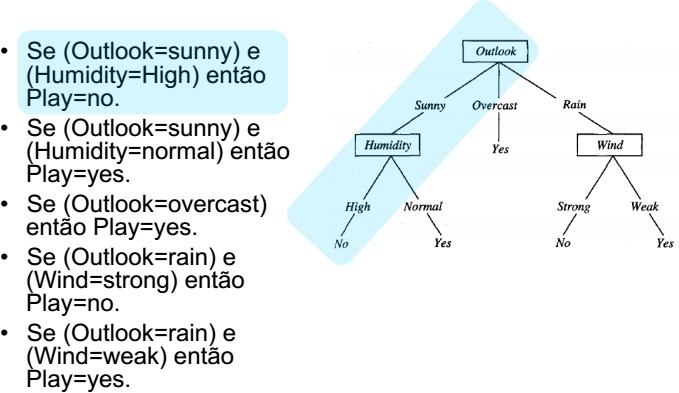 • Se (Outlook=sunny) e
(Humidity=High) então
Play=no.
• Se (Outlook=sunny) e
(Humidity=normal) então
Play=yes.
• Se (Outlook=overcast)
então Play=yes.
• Se (Outlook=rain) e
(Wind=strong) então
Play=no.
• Se (Outlook=rain) e
(Wind=weak) então
Play=yes.
Outlook
Sunny Overcast Rain
Humidity Yes Wind
High Normal Strong Weak
No Yes No Yes